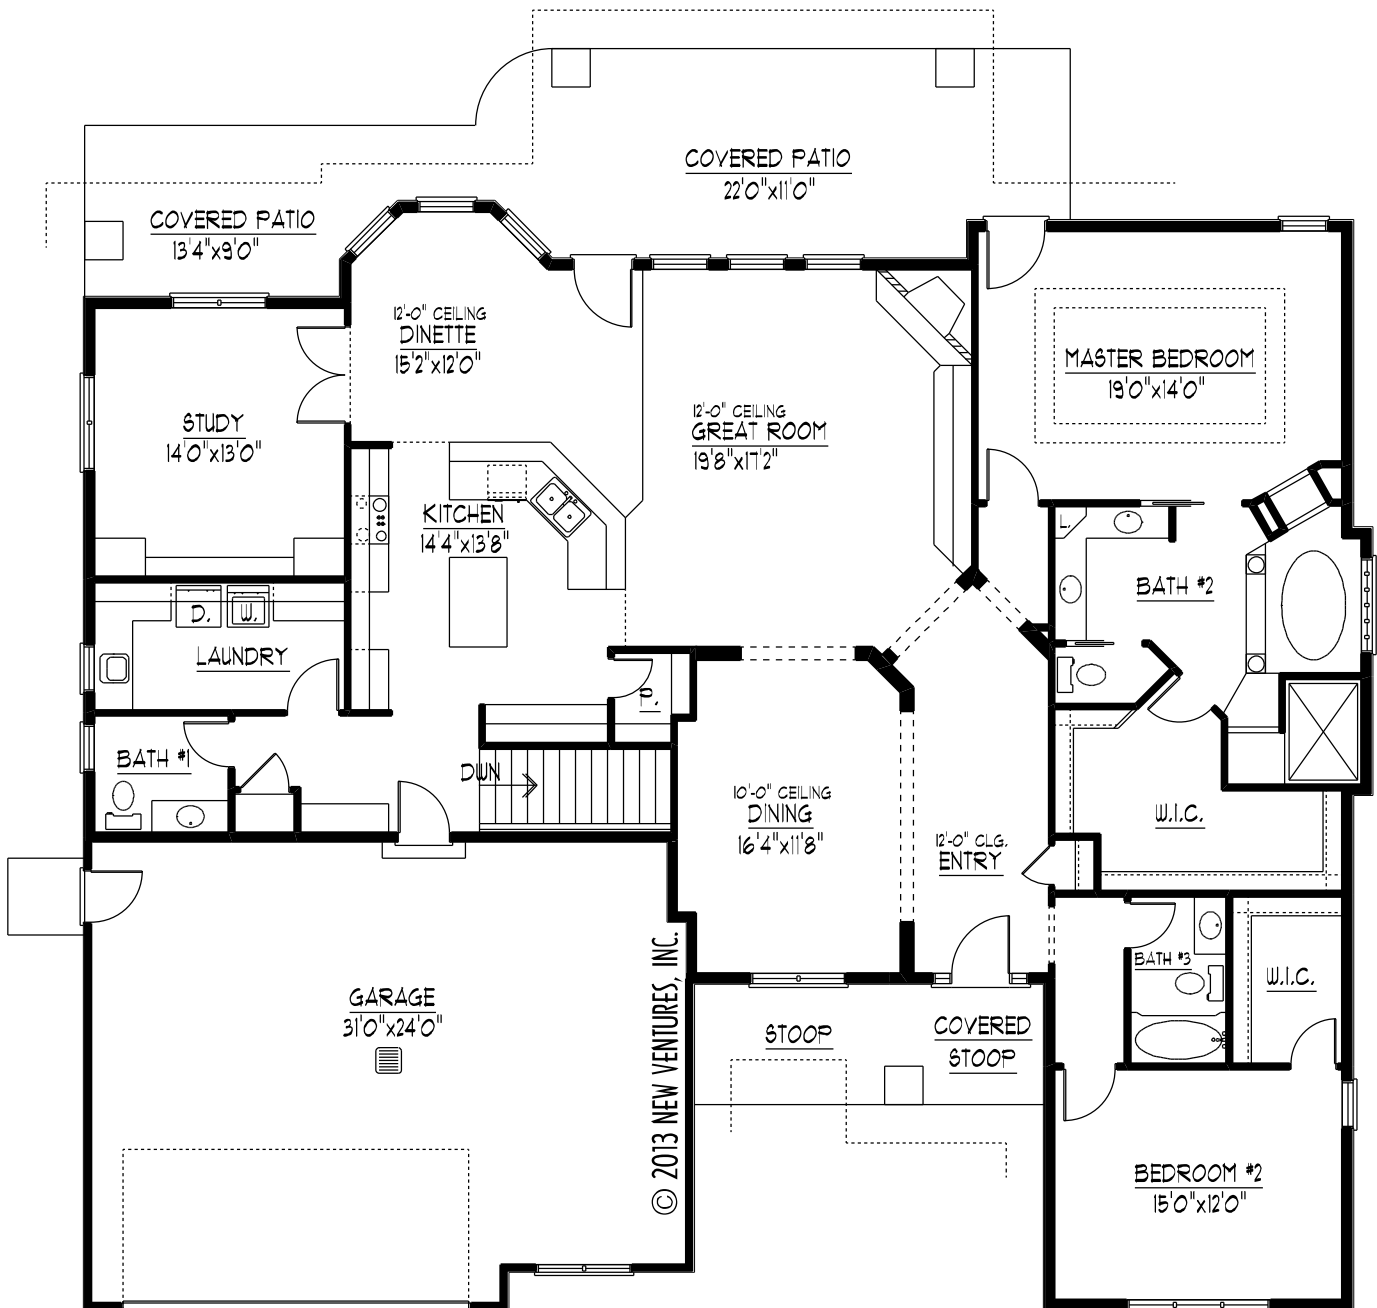 COVERED PATIO
22'0"x11'0"
COVERED PATIO
13'4"x9'0"
12'-0" CEILING
DINETTE
15'2"x12'0"
MASTER BEDROOM
19'0"x14'0"
STUDY
14'0"x13'0"
12'-0" CEILING
GREAT ROOM
19'8"x17'2"
KITCHEN
14'4"x13'8"
L.
BATH #2
D.
W.
LAUNDRY
P.
BATH #1
DWN
10'-0" CEILING
DINING
16'4"x11'8"
W.I.C.
12'-0" CLG.
ENTRY
BATH #3
W.I.C.
GARAGE
31'0"x24'0"
© 2013 NEW VENTURES, INC.
STOOP
COVERED
STOOP
BEDROOM #2
15'0"x12'0"